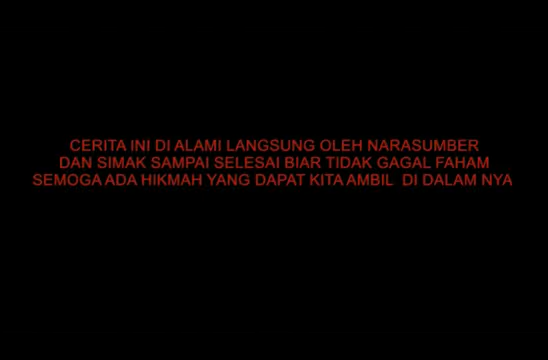 CERITA INI DI ALAMI LANGSUNG OLEH NARASUMBER
DAN SIMAK SAMPAI SELESAI BIAR TIDAK GAGAL FAHAM
SEMOGA ADA HIKMAH YANG DAPAT KITA AMBIL DI DALAM NYA